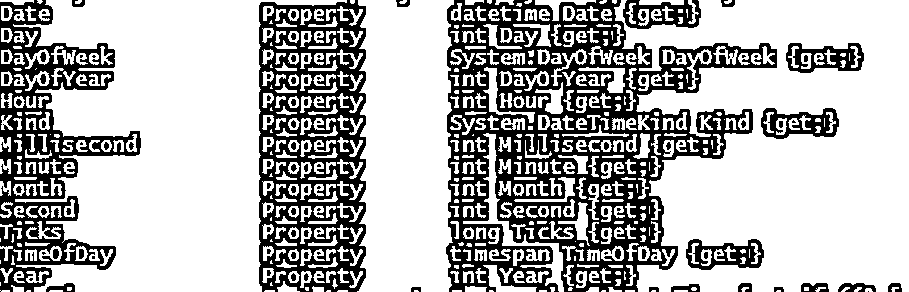 Date Property datetime Date {get;}
Day Property int Day {get;}
DayOfWeek Property System.DayOfWeek DayOfWeek {get;}
DayOfYear Property int DayOfYear {get;}
Hour Property int Hour {get;}
Kind Property System.DateTimeKind Kind {get;}
Millisecond Property int Millisecond {get;}
Minute Property int Minute {get;}
Month Property int Month {get;}
Second Property int Second {get;}
Ticks Property long Ticks {get;}
TimeOfDay Property timespan TimeOfDay {get;}
Year Property int Year {get;}